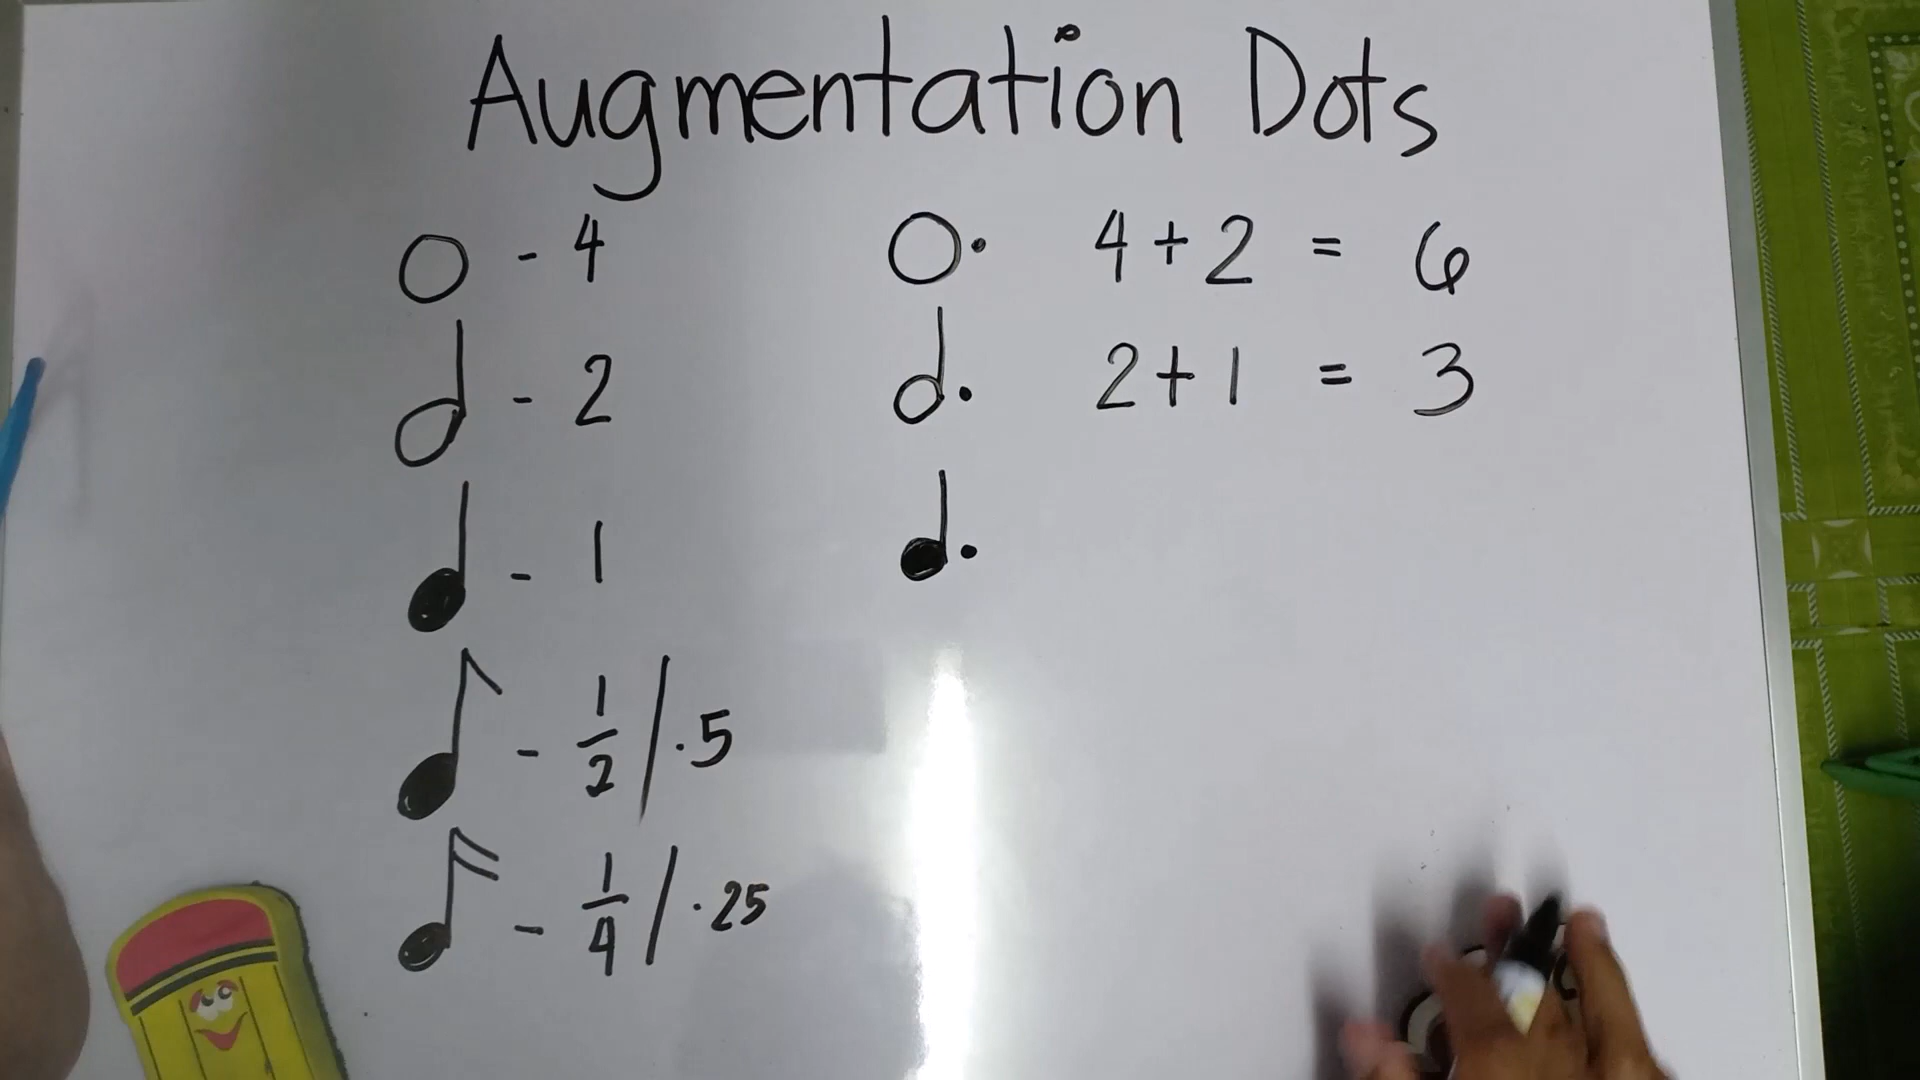 Augmentation Dots
- 4
4 + 2 = 6
- 2
2 + 1 = 3
- 1
- 1/2 / .5
- 1/4 / .25